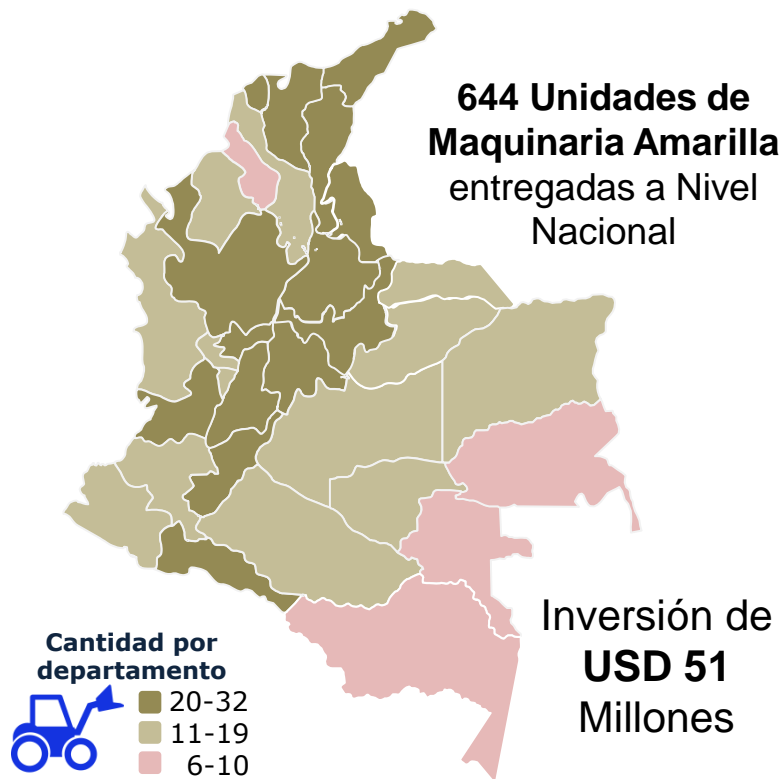 644 Unidades de
Maquinaria Amarilla
entregadas a Nivel
Nacional
Inversión de
USD 51
Millones
Cantidad por
departamento
20-32
11-19
6-10